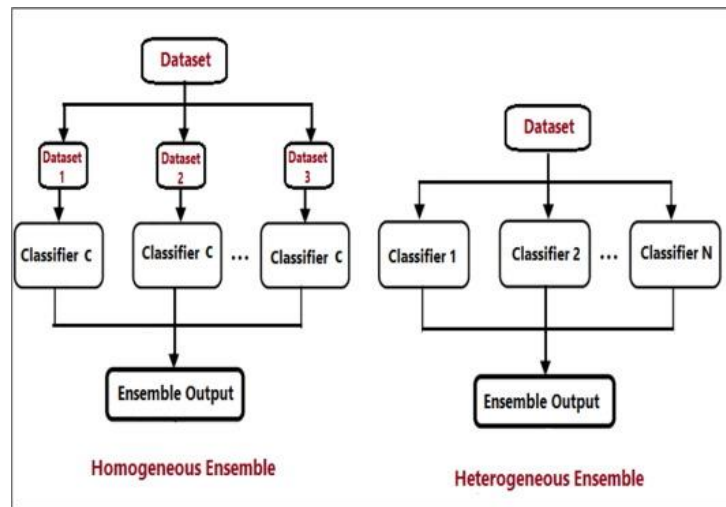 Dataset
Dataset
1
Dataset
2
Dataset
3
Classifier C
Classifier C
...
Classifier C
Ensemble Output
Homogeneous Ensemble
Dataset
Classifier 1
Classifier 2
...
Classifier N
Ensemble Output
Heterogeneous Ensemble